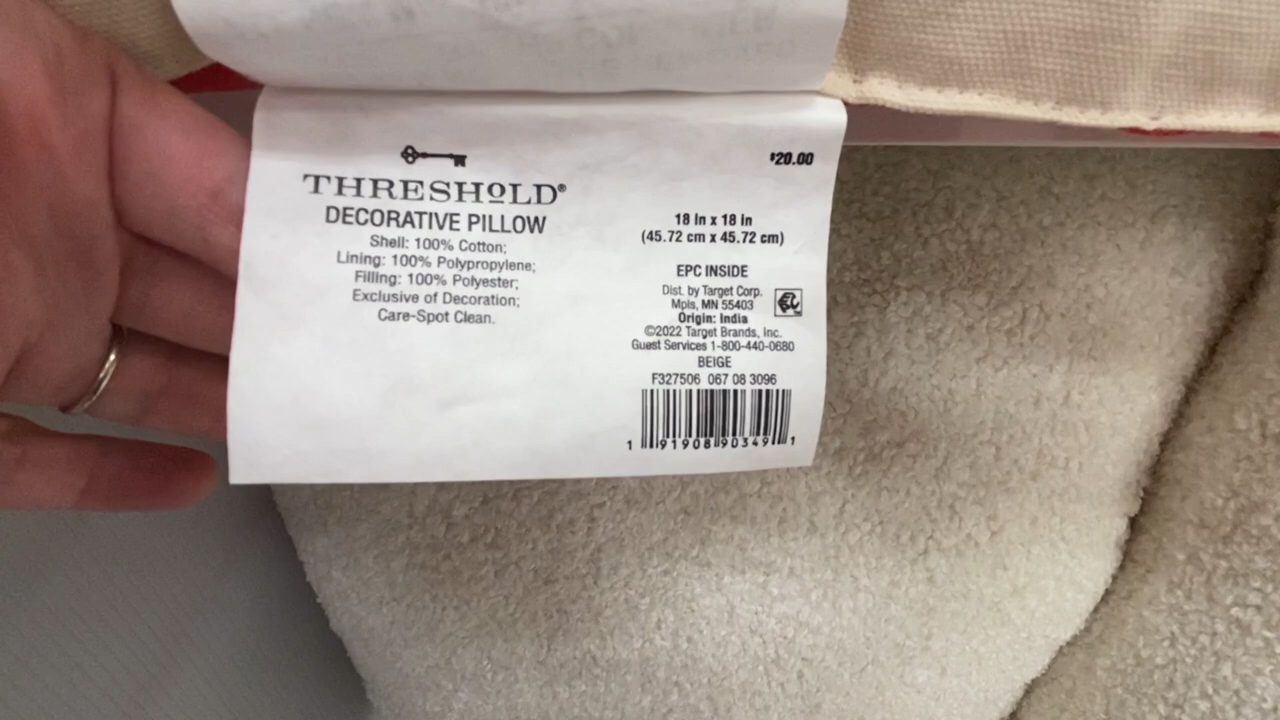 THRESHOLD®
DECORATIVE PILLOW
Shell: 100% Cotton;
Lining: 100% Polypropylene;
Filling: 100% Polyester;
Exclusive of Decoration;
Care-Spot Clean.
$20.00
18 In x 18 In
(45.72 cm x 45.72 cm)
EPC INSIDE
Dist. by Target Corp.
Mpls, MN 55403
Origin: India
©2022 Target Brands, Inc.
Guest Services 1-800-440-0680
BEIGE
F327506 067 08 3096
1 91908 90349 1